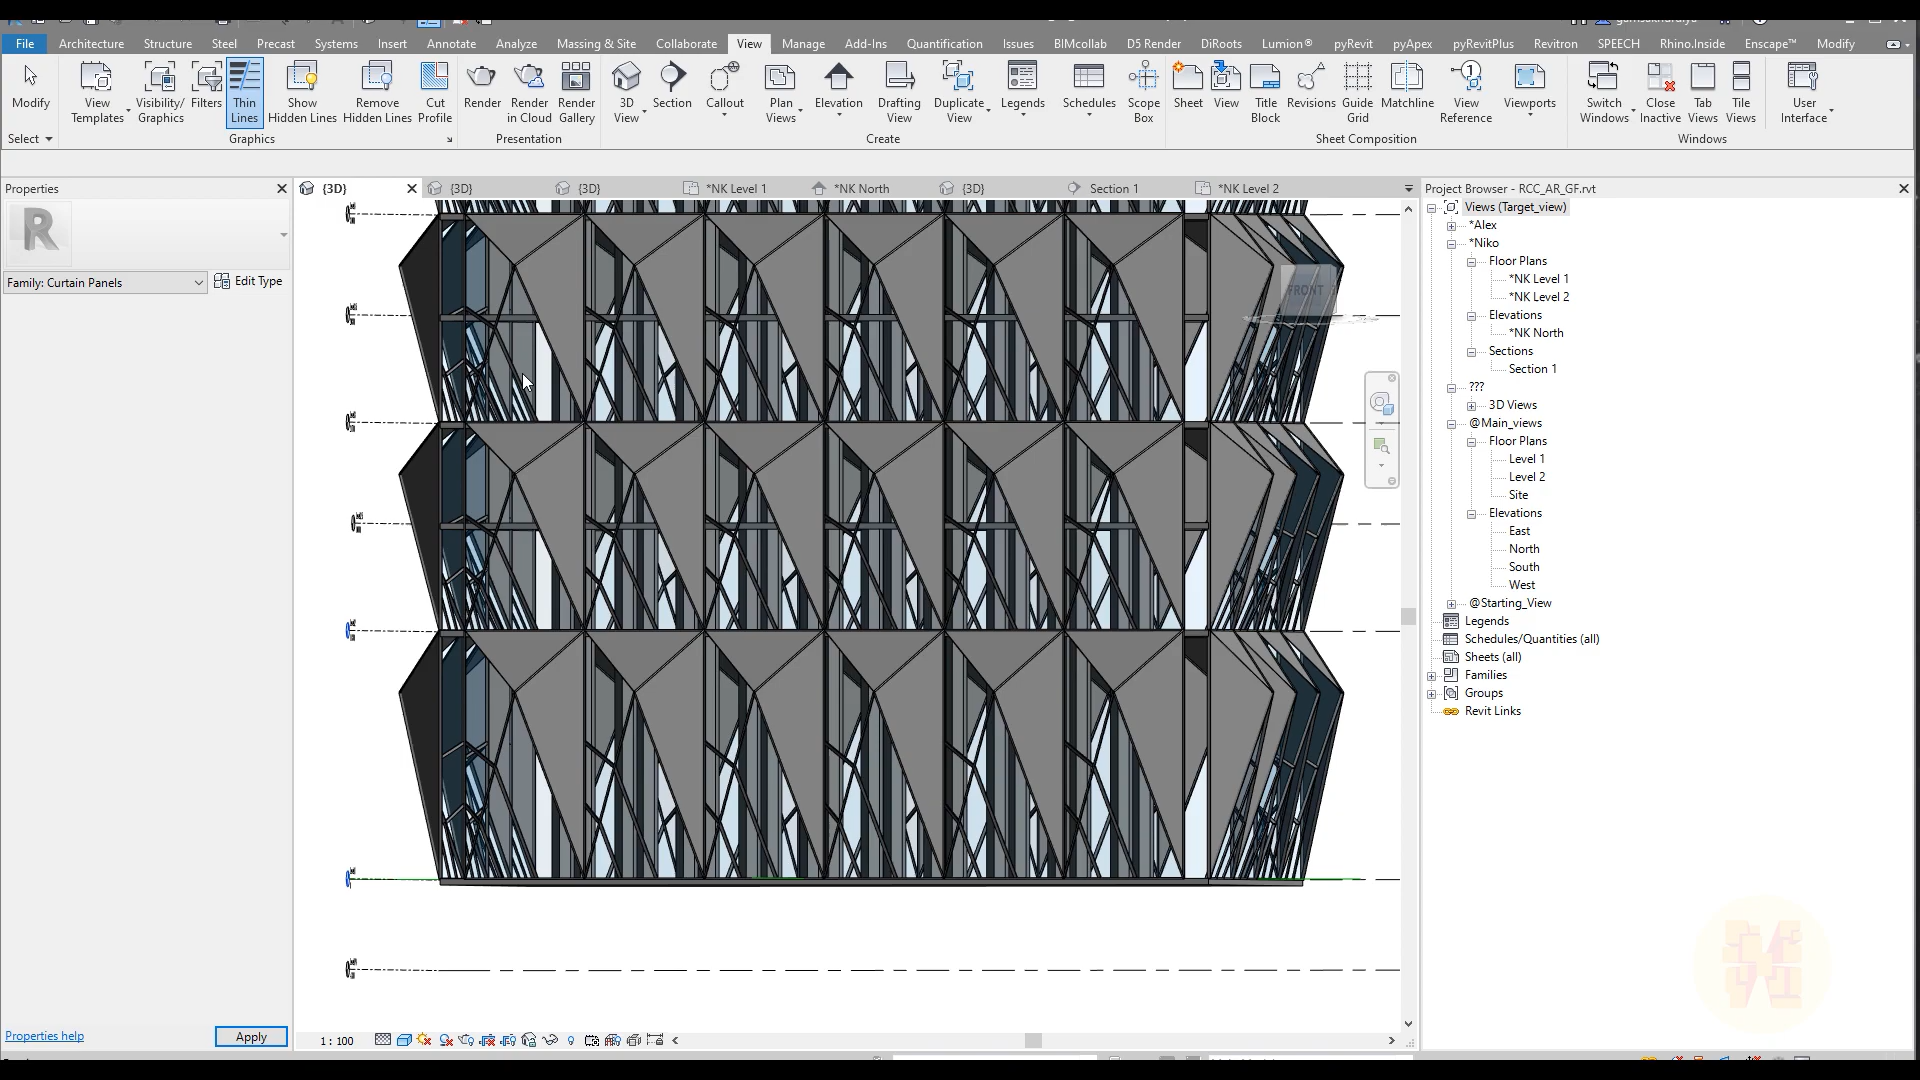 File Architecture Structure Steel Precast Systems Insert Annotate Analyze Massing & Site Collaborate View Manage Add-Ins Quantification Issues BIMcollab D5 Render DiRoots Lumion® pyRevit pyApex pyRevitPlus Revitron SPEECH Rhino.Inside Enscape™ Modify
Modify
View Templates
Visibility/ Graphics
Filters
Thin Lines
Show Hidden Lines
Remove Hidden Lines
Cut Profile
Render
Render in Cloud
Render Gallery
3D View
Section
Callout
Plan Views
Elevation
Drafting View
Duplicate View
Legends
Schedules
Scope Box
Sheet
View
Title Block
Revisions
Guide Grid
Matchline
View Reference
Viewports
Switch Windows
Close Inactive
Tab Views
Tile Views
User Interface
Select Graphics Presentation Create Sheet Composition Windows
Properties
R
Family: Curtain Panels
Edit Type
Properties help
Apply
{3D} {3D} {3D} *NK Level 1 *NK North {3D} Section 1 *NK Level 2
FRONT
1 : 100
Project Browser - RCC_AR_GF.rvt
Views (Target_view)
*Alex
*Niko
Floor Plans
*NK Level 1
*NK Level 2
Elevations
*NK North
Sections
Section 1
???
3D Views
@Main_views
Floor Plans
Level 1
Level 2
Site
Elevations
East
North
South
West
@Starting_View
Legends
Schedules/Quantities (all)
Sheets (all)
Families
Groups
Revit Links